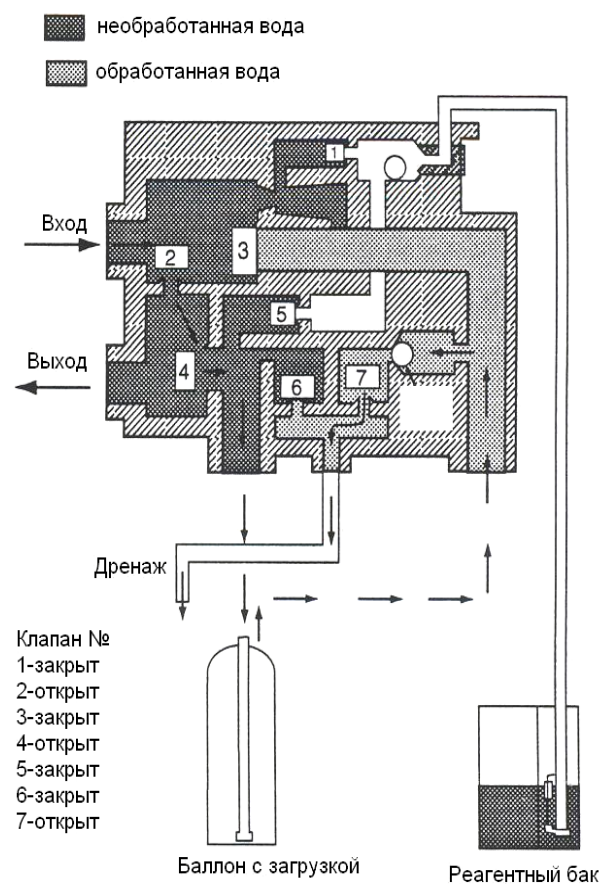 необработанная вода
обработанная вода
1
Вход
2
3
5
Выход
4
6
7
Дренаж
Клапан №
1-закрыт
2-открыт
3-закрыт
4-открыт
5-закрыт
6-закрыт
7-открыт
Баллон с загрузкой
Реагентный бак